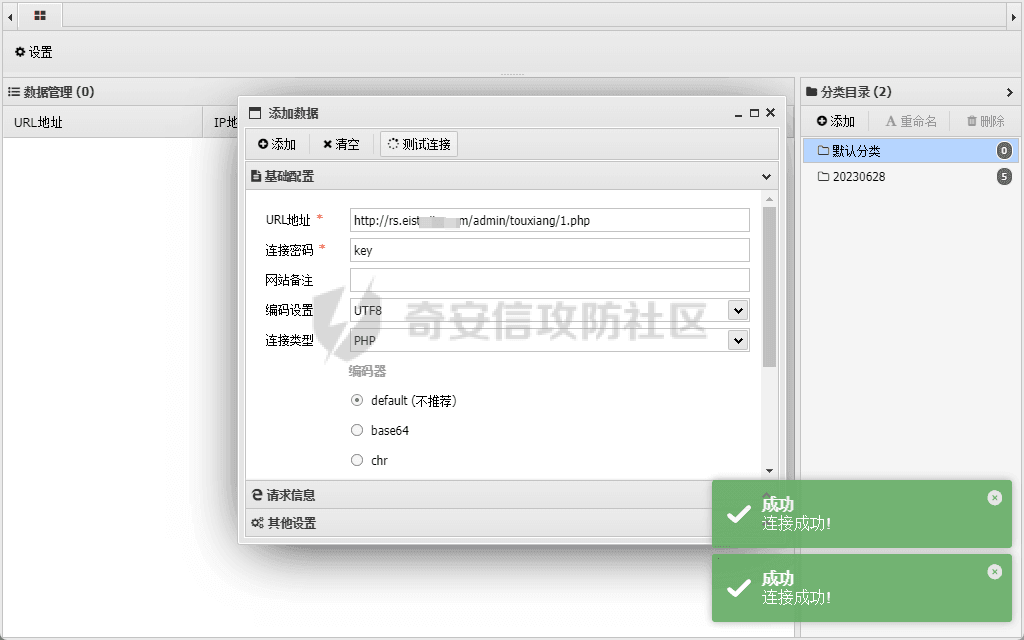 设置
数据管理 (0)
URL地址
IP地
添加数据
添加
清空
测试连接
基础配置
URL地址 *
http://rs.eist m/admin/touxiang/1.php
连接密码 *
key
网站备注
编码设置
UTF8
连接类型
PHP
编码器
default (不推荐)
base64
chr
请求信息
其他设置
分类目录 (2)
添加
重命名
删除
默认分类
0
20230628
5
奇安信攻防社区
成功
连接成功!
成功
连接成功!